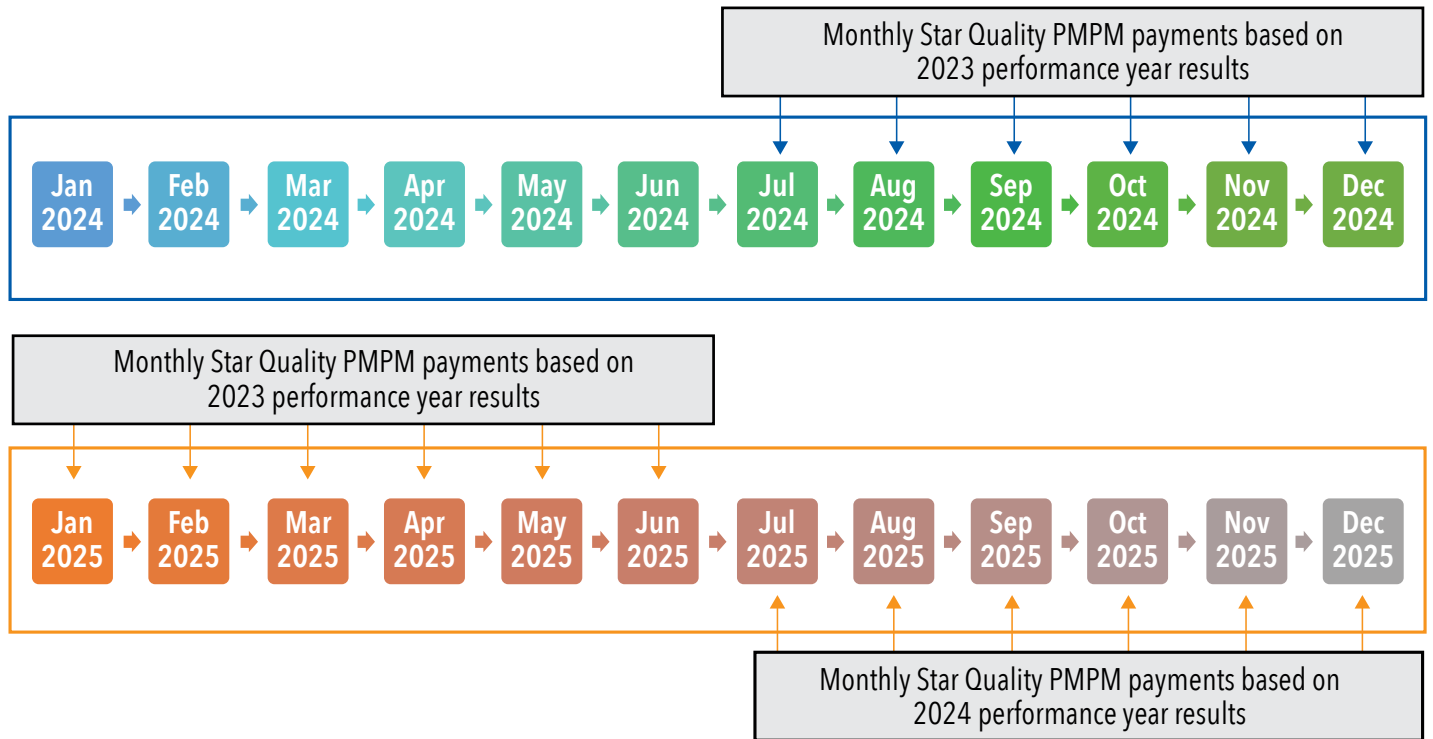 Monthly Star Quality PMPM payments based on
2023 performance year results
Jan
2024
Feb
2024
Mar
2024
Apr
2024
May
2024
Jun
2024
Jul
2024
Aug
2024
Sep
2024
Oct
2024
Nov
2024
Dec
2024
Monthly Star Quality PMPM payments based on
2023 performance year results
Jan
2025
Feb
2025
Mar
2025
Apr
2025
May
2025
Jun
2025
Jul
2025
Aug
2025
Sep
2025
Oct
2025
Nov
2025
Dec
2025
Monthly Star Quality PMPM payments based on
2024 performance year results